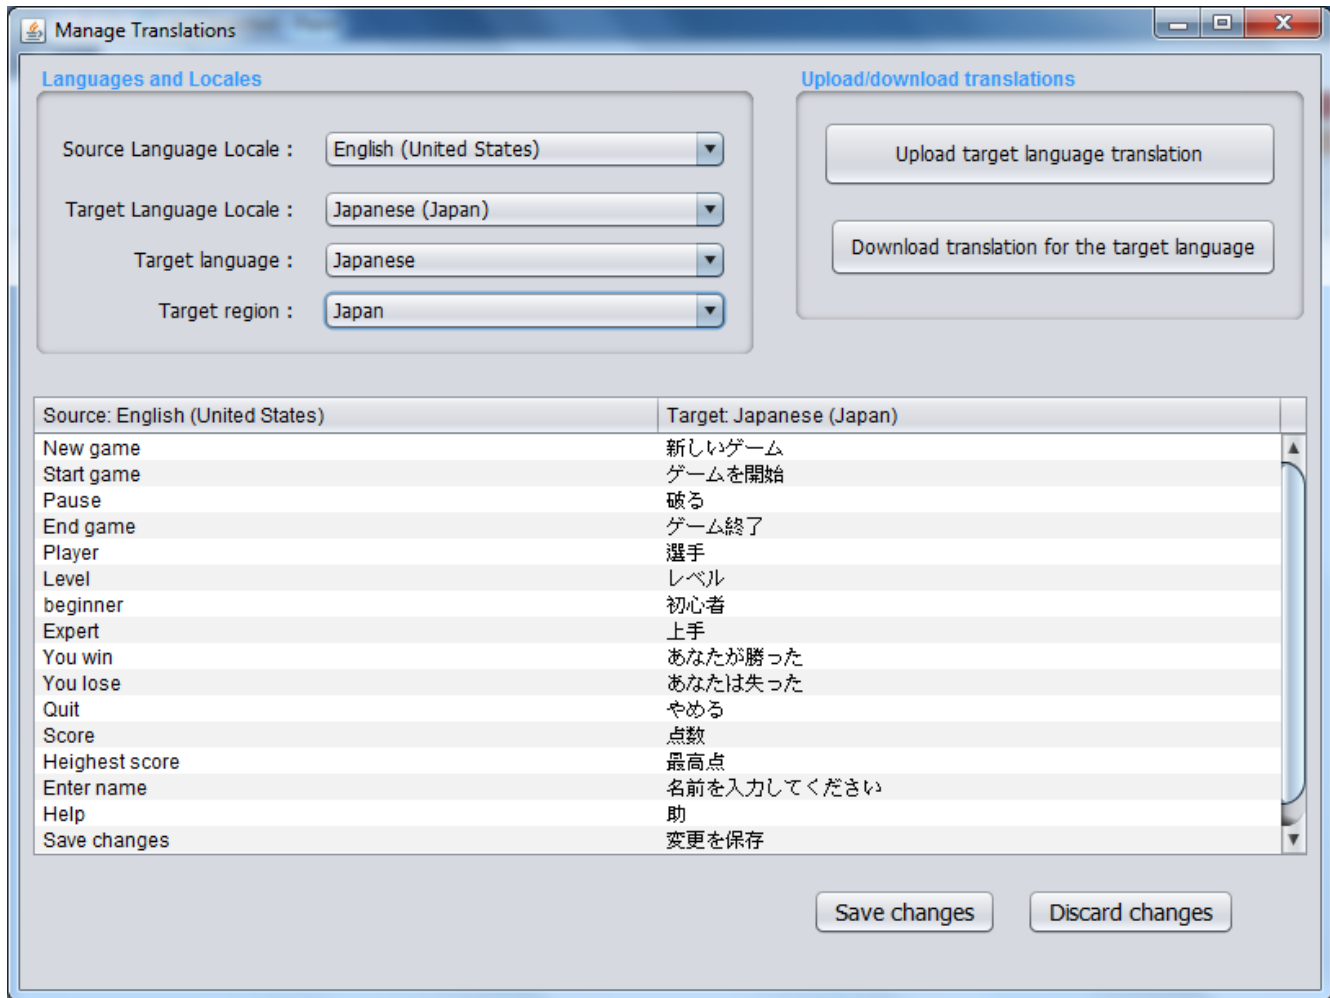 Manage Translations
Languages and Locales
Source Language Locale : English (United States)
Target Language Locale : Japanese (Japan)
Target language : Japanese
Target region : Japan
Upload/download translations
Upload target language translation
Download translation for the target language
Source: English (United States) Target: Japanese (Japan)
New game 新しいゲーム
Start game ゲームを開始
Pause 破る
End game ゲーム終了
Player 選手
Level レベル
beginner 初心者
Expert 上手
You win あなたが勝った
You lose あなたは失った
Quit やめる
Score 点数
Heighest score 最高点
Enter name 名前を入力してください
Help 助
Save changes 変更を保存
Save changes Discard changes